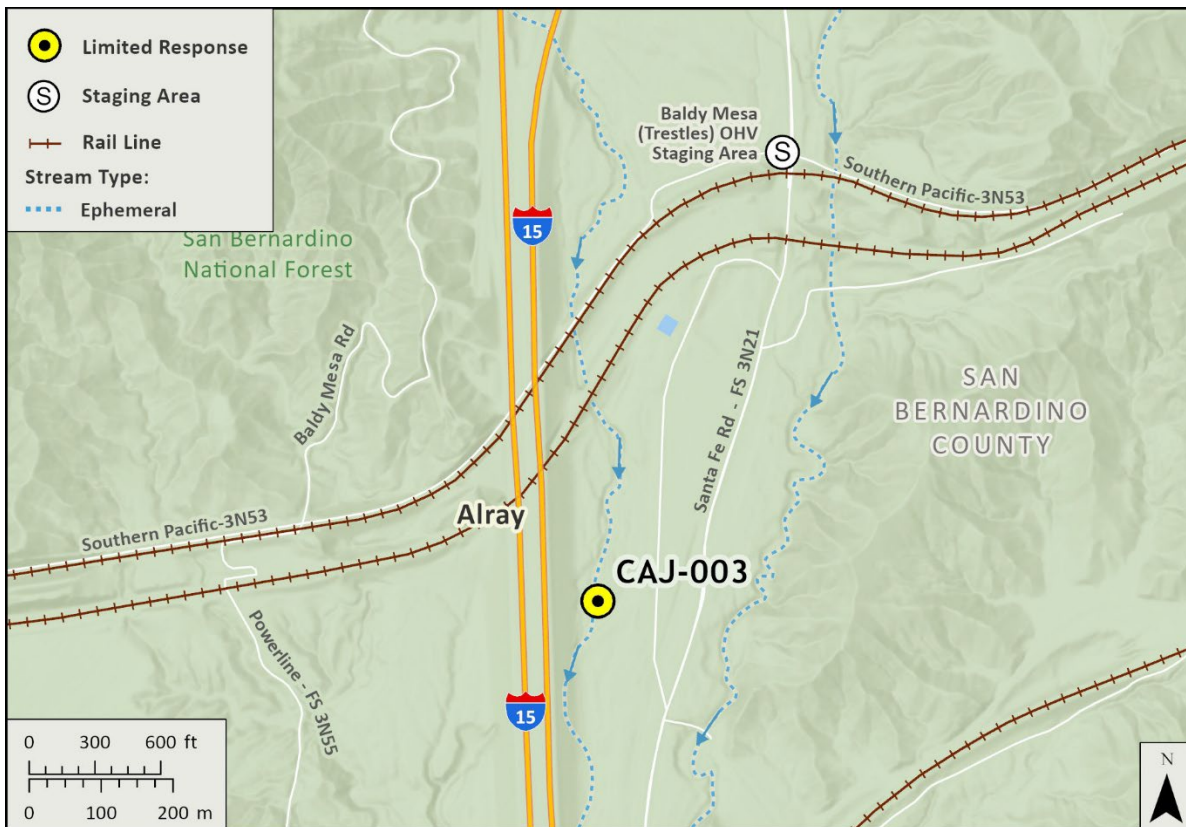 Limited Response
S
Staging Area
Rail Line
Stream Type:
Ephemeral
San Bernardino
National Forest
15
Baldy Mesa
(Trestles) OHV
Staging Area
S
Southern Pacific-3N53
Baldy Mesa Rd
Santa Fe Rd - FS 3N21
SAN
BERNARDINO
COUNTY
Alray
Southern Pacific-3N53
CAJ-003
Powerline - FS 3N55
15
0 300 600 ft
0 100 200 m
N